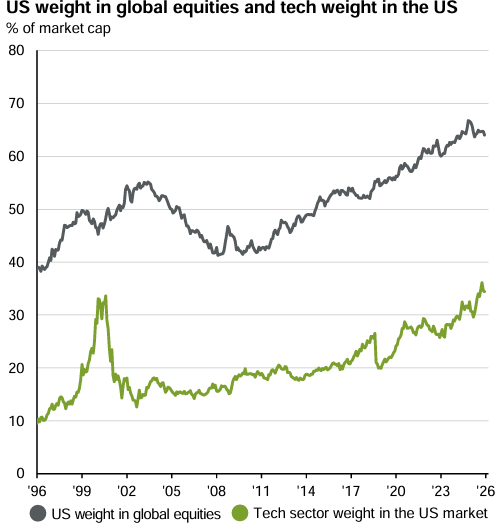 US weight in global equities and tech weight in the US
% of market cap
80
70
60
50
40
30
20
10
0
'96 '99 '02 '05 '08 '11 '14 '17 '20 '23 '26
US weight in global equities Tech sector weight in the US market